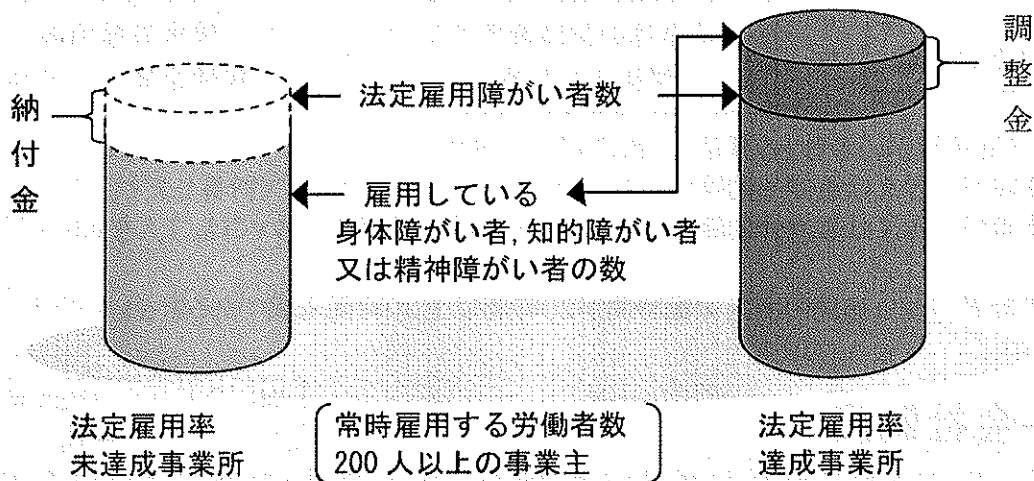 納付金
法定雇用障がい者数
雇用している
身体障がい者，知的障がい者
又は精神障がい者の数
調整金
法定雇用率
未達成事業所
常時雇用する労働者数
200 人以上の事業主
法定雇用率
達成事業所